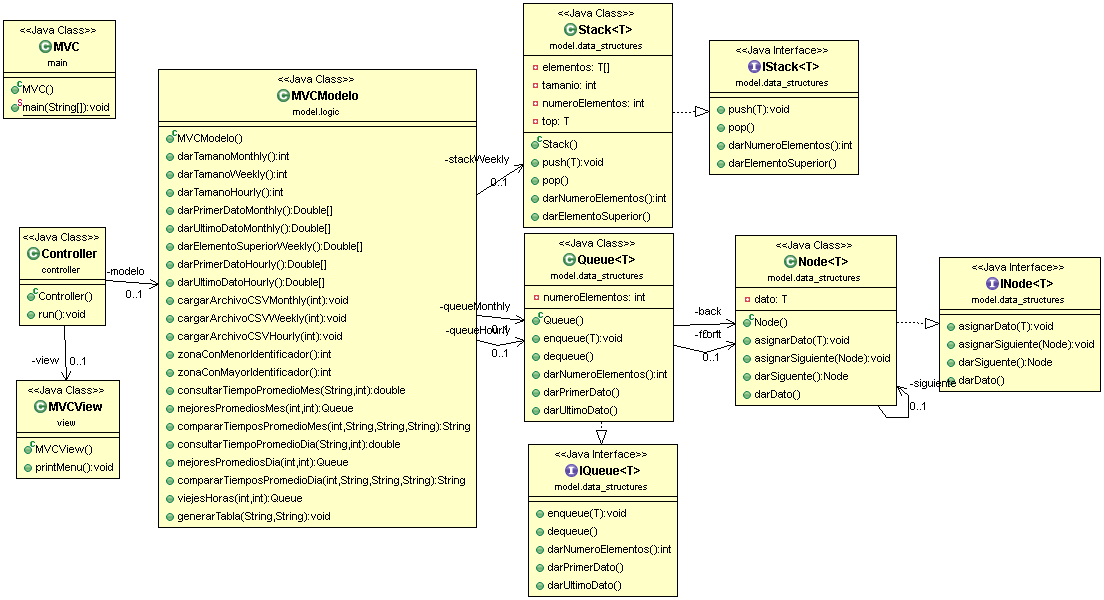 <<Java Class>>
MVC
main
MVC()
main(String[]):void
<<Java Class>>
Controller
controller
Controller()
run():void
-modelo
0..1
-view
0..1
<<Java Class>>
MVCView
view
MVCView()
printMenu():void
<<Java Class>>
MVCModelo
model.logic
MVCModelo()
darTamanoMonthly():int
darTamanoWeekly():int
darTamanoHourly():int
darPrimerDatoMonthly():Double[]
darUltimoDatoMonthly():Double[]
darElementoSuperiorWeekly():Double[]
darPrimerDatoHourly():Double[]
darUltimoDatoHourly():Double[]
cargarArchivoCSVMonthly(int):void
cargarArchivoCSVWeekly(int):void
cargarArchivoCSVHourly(int):void
zonaConMenorIdentificador():int
zonaConMayorIdentificador():int
consultarTiempoPromedioMes(String,int):double
mejoresPromediosMes(int,int):Queue
compararTiemposPromedioMes(int,String,String,String):String
consultarTiempoPromedioDia(String,int):double
mejoresPromediosDia(int,int):Queue
compararTiemposPromedioDia(int,String,String,String):String
viejesHoras(int,int):Queue
generarTabla(String,String):void
-stackWeekly
0..1
-queueMonthly
-queueHourly
0..1
<<Java Class>>
Stack<T>
model.data_structures
elementos: T[]
tamanio: int
numeroElementos: int
top: T
Stack()
push(T):void
pop()
darNumeroElementos():int
darElementoSuperior()
<<Java Interface>>
IStack<T>
model.data_structures
push(T):void
pop()
darNumeroElementos():int
darElementoSuperior()
<<Java Class>>
Queue<T>
model.data_structures
numeroElementos: int
Queue()
enqueue(T):void
dequeue()
darNumeroElementos():int
darPrimerDato()
darUltimoDato()
-back
0..1
<<Java Class>>
Node<T>
model.data_structures
dato: T
Node()
asignarDato(T):void
asignarSiguiente(Node):void
darSiguente():Node
darDato()
-siguiente
0..1
<<Java Interface>>
INode<T>
model.data_structures
asignarDato(T):void
asignarSiguiente(Node):void
darSiguente():Node
darDato()
<<Java Interface>>
IQueue<T>
model.data_structures
enqueue(T):void
dequeue()
darNumeroElementos():int
darPrimerDato()
darUltimoDato()